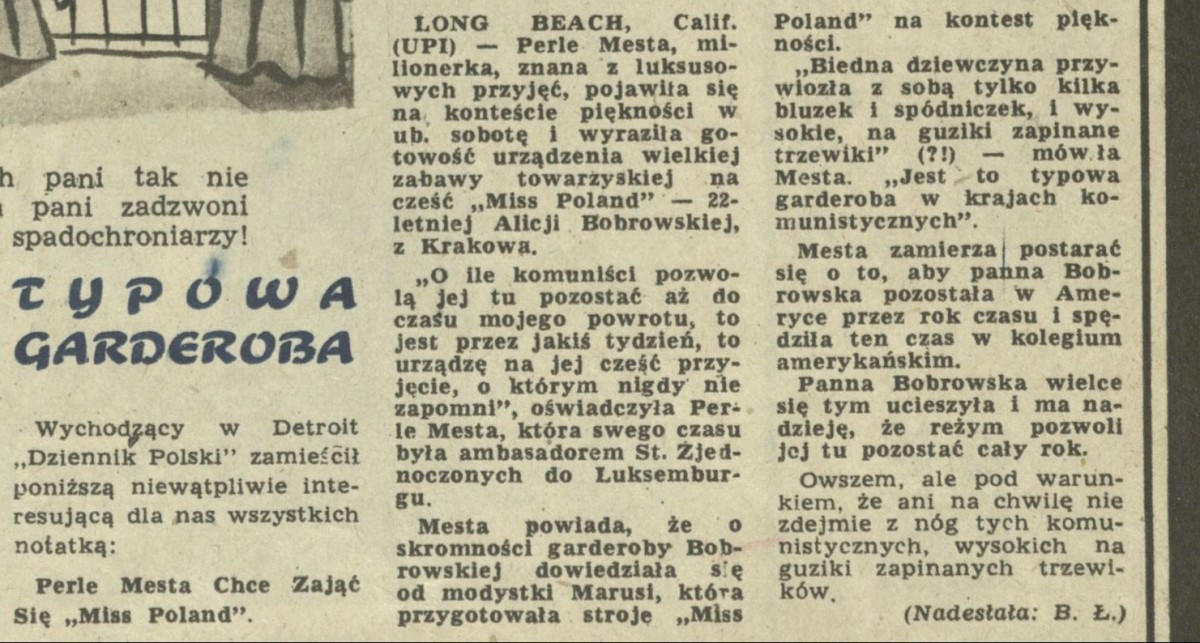 h pani tak nie
pani zadzwoni
spadochroniarzy!
TYPÓWA
GARDEROBA
Wychodzący w Detroit
„Dziennik Polski" zamieścił
poniższą niewątpliwie inte-
resującą dla nas wszystkich
notatkę:
Perle Mesta Chce Zająć
Się „Miss Poland".
LONG BEACH, Calif.
(UPI) — Perle Mesta, mi-
lionerka, znana z luksuso-
wych przyjęć, pojawiła się
na konteście piękności w
ub. sobotę i wyraziła go-
towość urządzenia wielkiej
zabawy towarzyskiej na
cześć „Miss Poland" — 22-
letniej Alicji Bobrowskiej,
z Krakowa.
„O ile komuniści pozwo-
lą jej tu pozostać aż do
czasu mojego powrotu, to
jest przez jakiś tydzień, to
urządzę na jej cześć przy-
jęcie, o którym nigdy nie
zapomni", oświadczyła Per-
le Mesta, która swego czasu
była ambasadorem St. Zjed-
noczonych do Luksembur-
gu.
Mesta powiada, że o
skromności garderoby Bob-
rowskiej dowiedziała się
od modystki Marusi, która
przygotowała stroje „Miss
Poland" na kontest pięk-
ności.
„Biedna dziewczyna przy-
wiozła z sobą tylko kilka
bluzek i spódniczek, i wy-
sokie, na guziki zapinane
trzewiki" (?!) — mów ła
Mesta. „Jest to typowa
garderoba w krajach ko-
munistycznych".
Mesta zamierza postarać
się o to, aby panna Bob-
rowska pozostała w Ame-
ryce przez rok czasu i spę-
dziła ten czas w kolegium
amerykańskim.
Panna Bobrowska wielce
się tym ucieszyła i ma na-
dzieję, że reżym pozwoli
jej tu pozostać cały rok.
Owszem, ale pod warun-
kiem, że ani na chwilę nie
zdejmie z nóg tych komu-
nistycznych, wysokich na
guziki zapinanych trzewi-
ków.
(Nadesłała: B. Ł.)